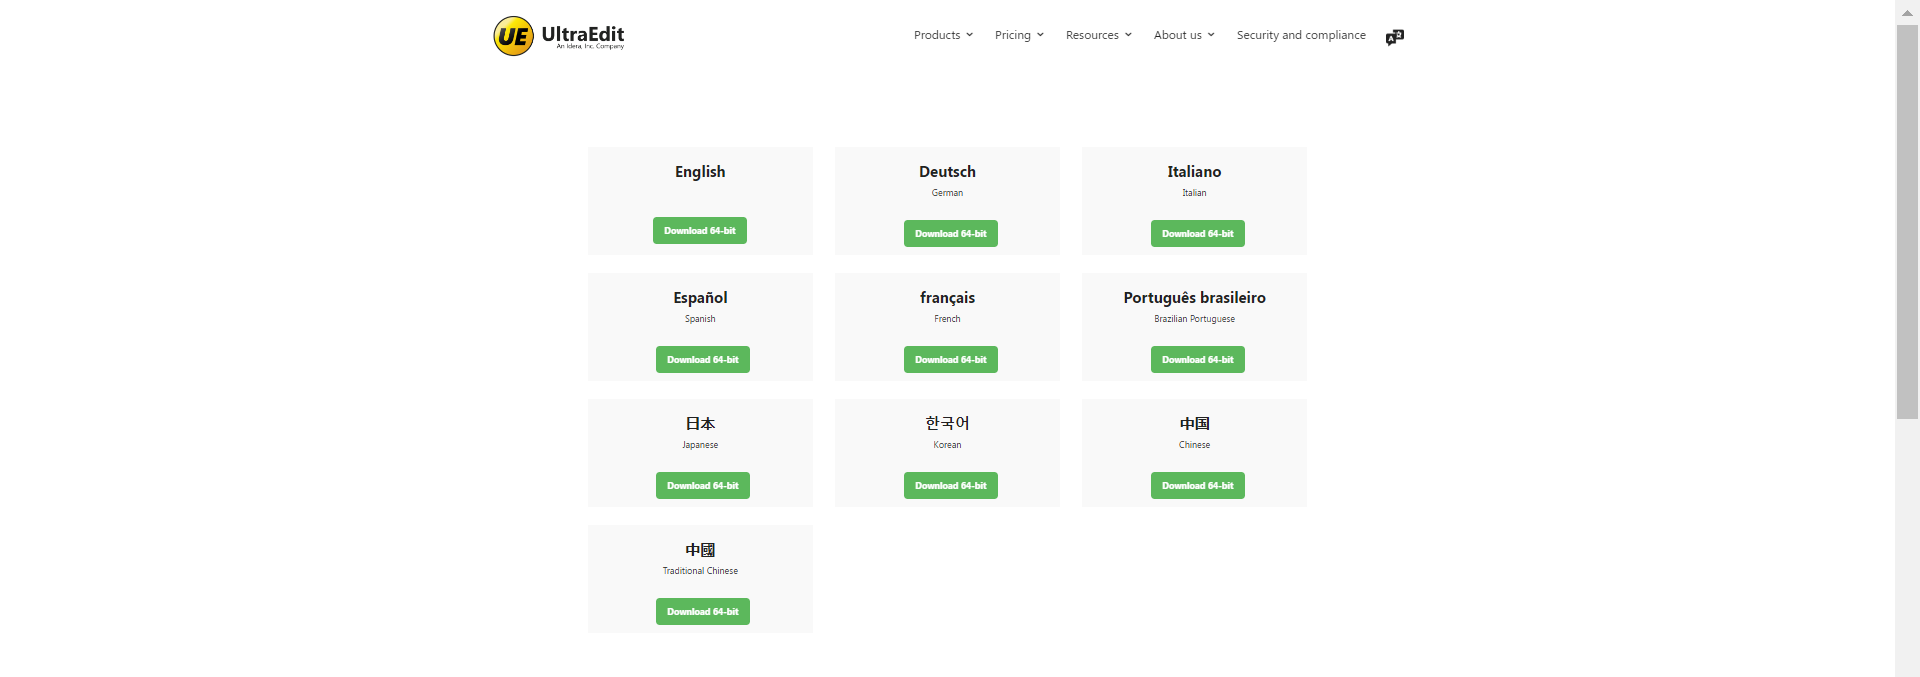 UE UltraEdit
An Idera, Inc. Company
Products Pricing Resources About us Security and compliance
English
Download 64-bit
Deutsch
German
Download 64-bit
Italiano
Italian
Download 64-bit
Español
Spanish
Download 64-bit
français
French
Download 64-bit
Português brasileiro
Brazilian Portuguese
Download 64-bit
日本
Japanese
Download 64-bit
한국어
Korean
Download 64-bit
中国
Chinese
Download 64-bit
中國
Traditional Chinese
Download 64-bit